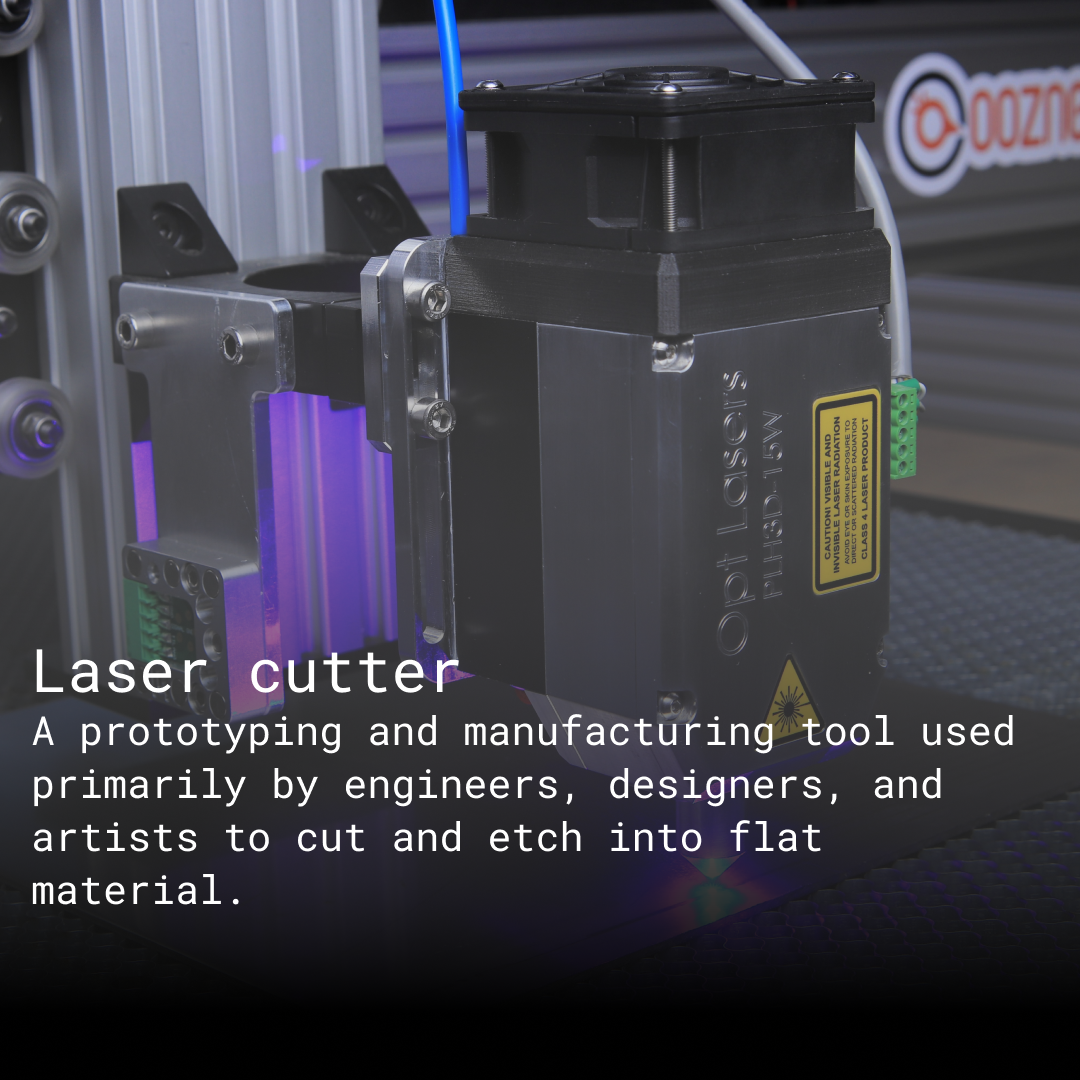 OOZNE
Opt Lasers
PLH3D-15W
CAUTION! VISIBLE AND
INVISIBLE LASER RADIATION
AVOID EYE OR SKIN EXPOSURE TO
DIRECT OR SCATTERED RADIATION
CLASS 4 LASER PRODUCT
Laser cutter
A prototyping and manufacturing tool used
primarily by engineers, designers, and
artists to cut and etch into flat
material.